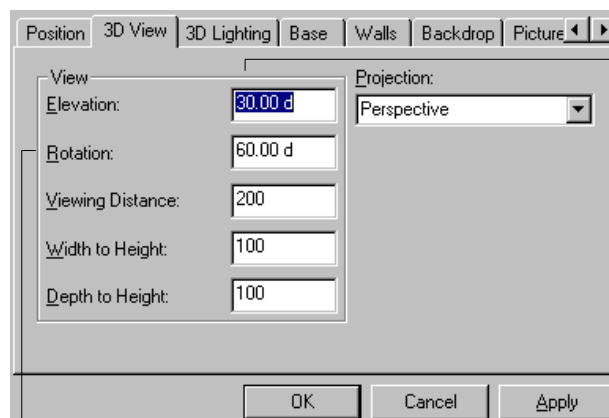 Position 3D View 3D Lighting Base Walls Backdrop Picture
View
Elevation: 30.00 d
Rotation: 60.00 d
Viewing Distance: 200
Width to Height: 100
Depth to Height: 100
Projection:
Perspective
OK Cancel Apply